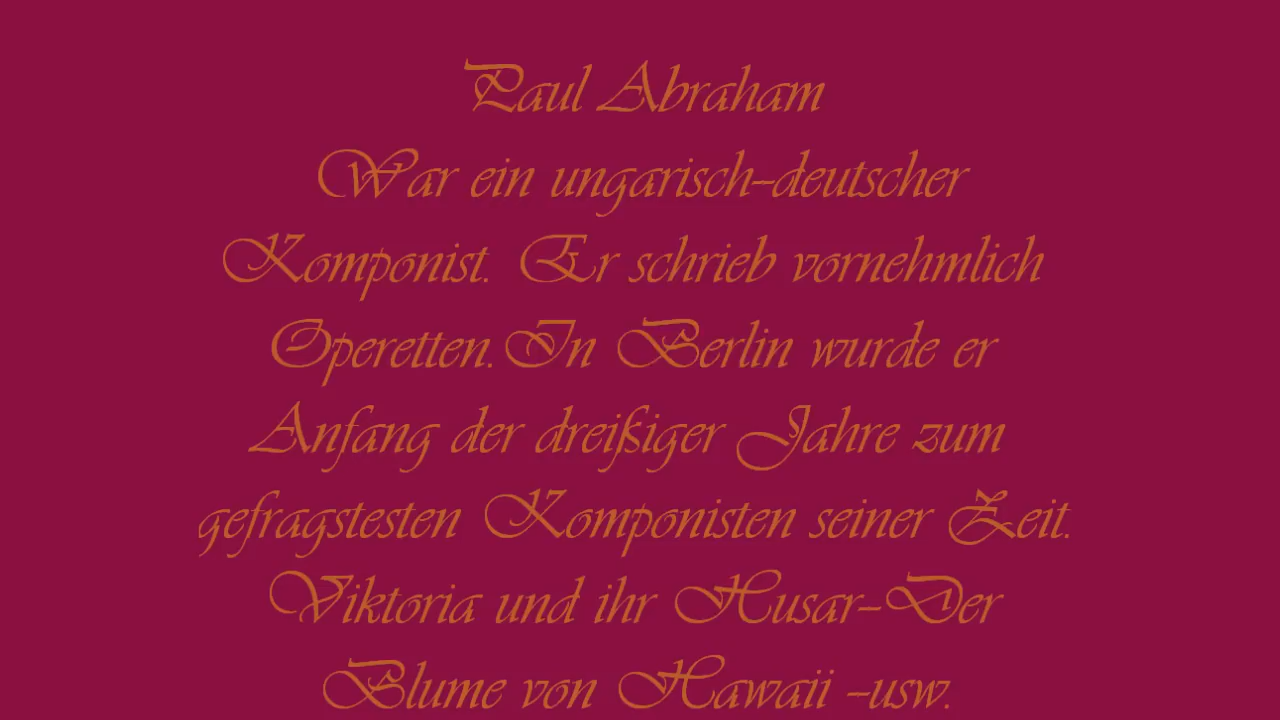 Paul Abraham
War ein ungarisch-deutscher
Komponist. Er schrieb vornehmlich
Operetten. In Berlin wurde er
Anfang der dreißiger Jahre zum
gefragstesten Komponisten seiner Zeit.
Viktoria und ihr Husar-Der
Blume von Hawaii -usw.